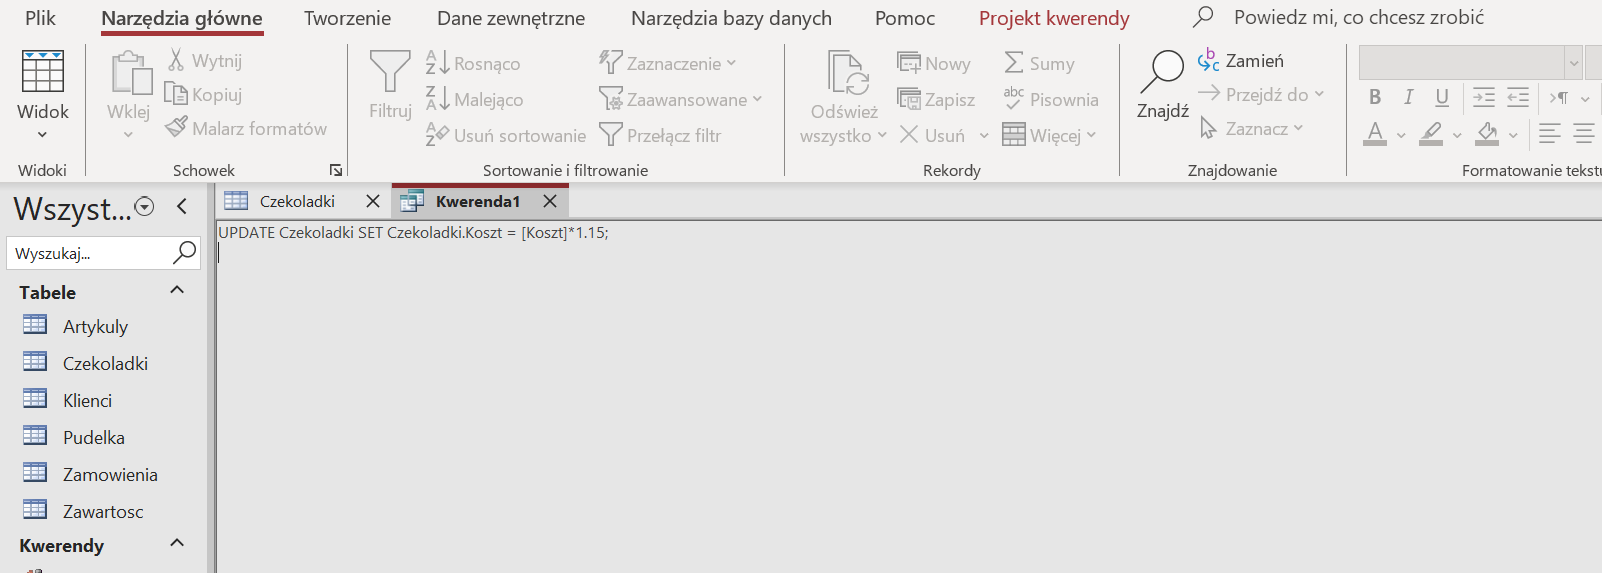 Plik Narzędzia główne Tworzenie Dane zewnętrzne Narzędzia bazy danych Pomoc Projekt kwerendy Powiedz mi, co chcesz zrobić
Widok
Widoki
Wklej
Wytnij
Kopiuj
Malarz formatów
Schowek
Filtruj
Rosnąco
Malejąco
Usuń sortowanie
Zaznaczenie
Zaawansowane
Przełącz filtr
Sortowanie i filtrowanie
Odśwież
wszystko
Nowy
Zapisz
Usuń
Sumy
Pisownia
Więcej
Rekordy
Znajdź
Zamień
Przejdź do
Zaznacz
Znajdowanie
B I U
A
Formatowanie tekstu
Wszyst...
Wyszukaj...
Tabele
Artykuly
Czekoladki
Klienci
Pudelka
Zamowienia
Zawartosc
Kwerendy
Czekoladki
Kwerenda1
UPDATE Czekoladki SET Czekoladki.Koszt = [Koszt]*1.15;